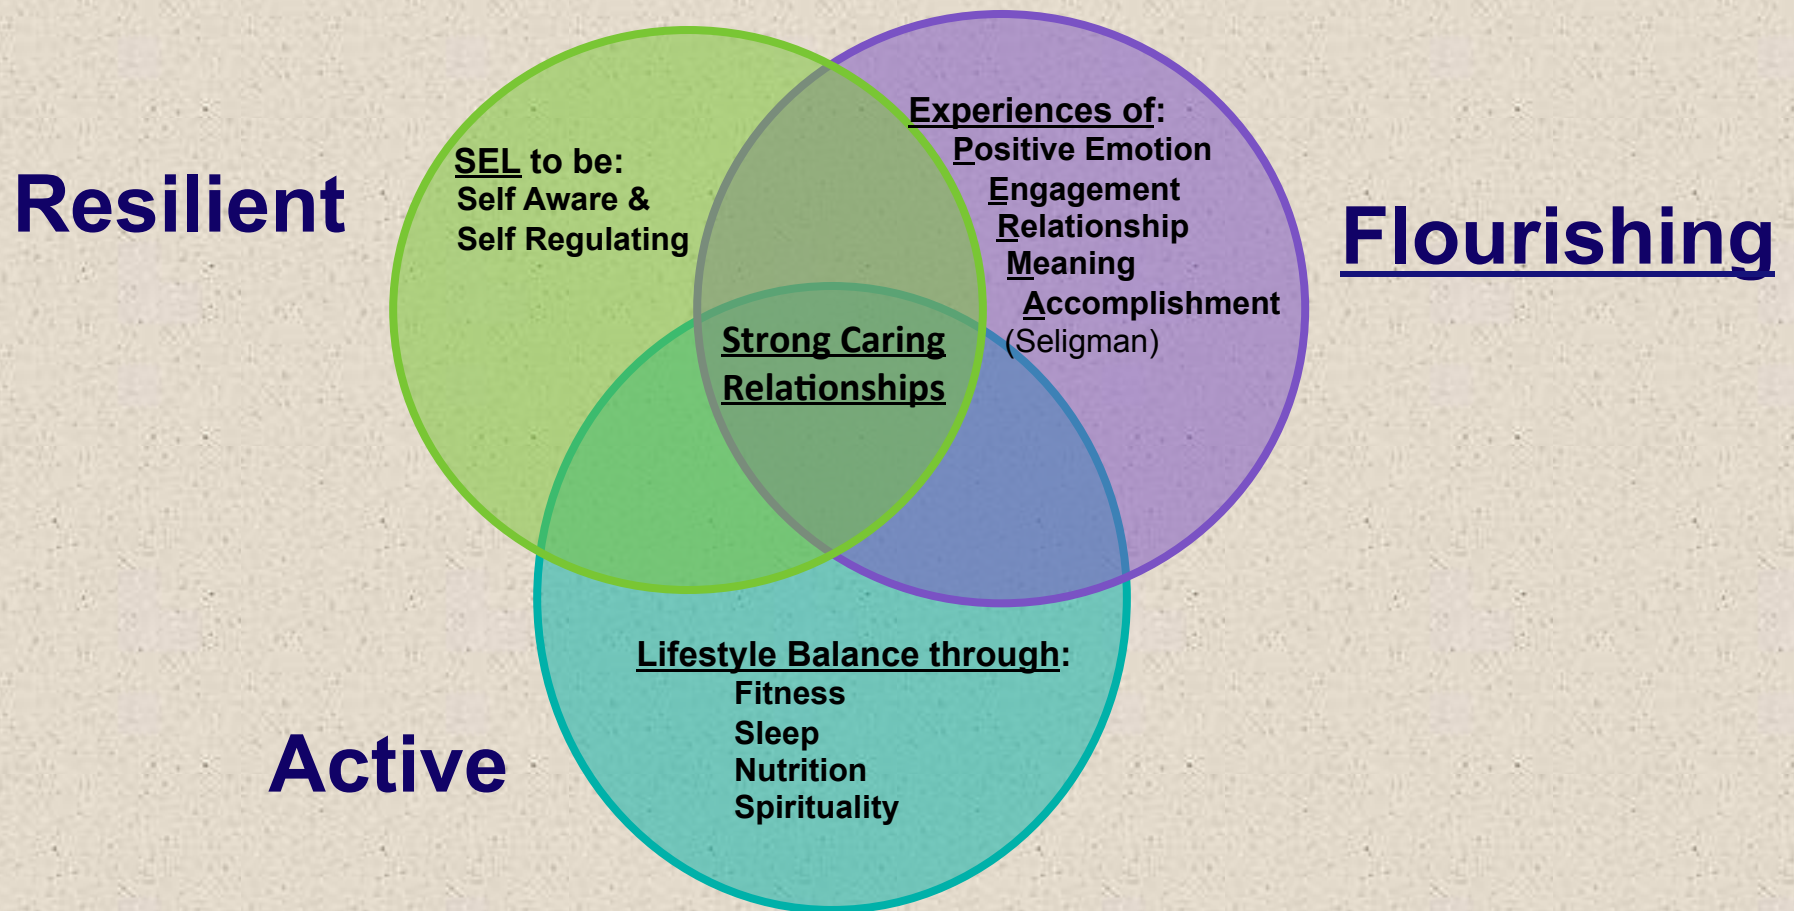 Resilient
SEL to be:
Self Aware &
Self Regulating
Experiences of:
Positive Emotion
Engagement
Relationship
Meaning
Accomplishment
(Seligman)
Flourishing
Strong Caring
Relationships
Active
Lifestyle Balance through:
Fitness
Sleep
Nutrition
Spirituality